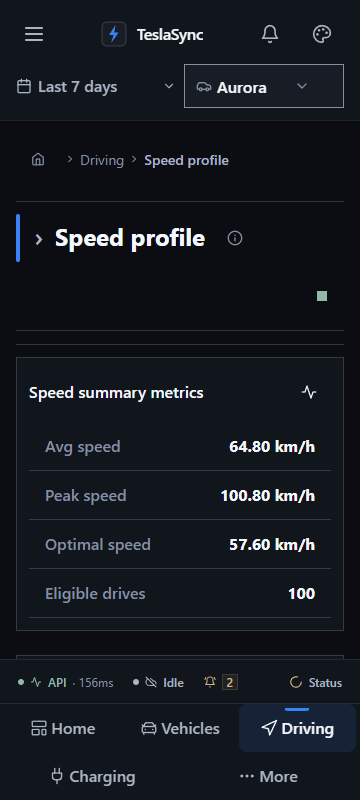 TeslaSync
Last 7 days
Aurora
Driving
Speed profile
Speed profile
Speed summary metrics
Avg speed 64.80 km/h
Peak speed 100.80 km/h
Optimal speed 57.60 km/h
Eligible drives 100
API · 156ms
Idle
2
Status
Home
Vehicles
Driving
Charging
More